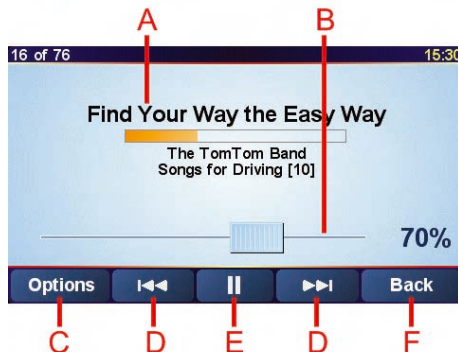 A B
16 of 76 15:30
Find Your Way the Easy Way
The TomTom Band
Songs for Driving [10]
70%
Options Back
C D E D F